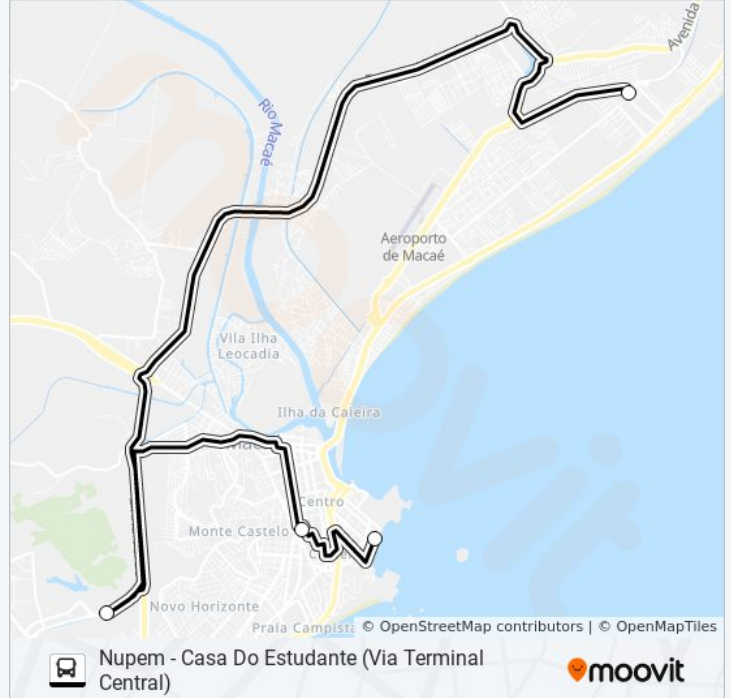 Avenida
Rio Macaé
Aeroporto
de Macaé
Vila Ilha
Leocadia
Ilha da Caieira
Centro
Monte Castelo
Novo Horizonte
Praia Campista
© OpenStreetMap contributors | © OpenMapTiles
Nupem - Casa Do Estudante (Via Terminal
Central)
moovit